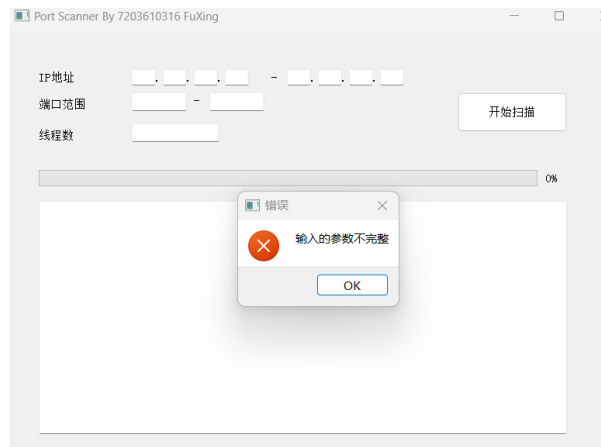 Port Scanner By 7203610316 FuXing
IP地址 . . . - . . .
端口范围 -
开始扫描
线程数
0%
错误
输入的参数不完整
OK